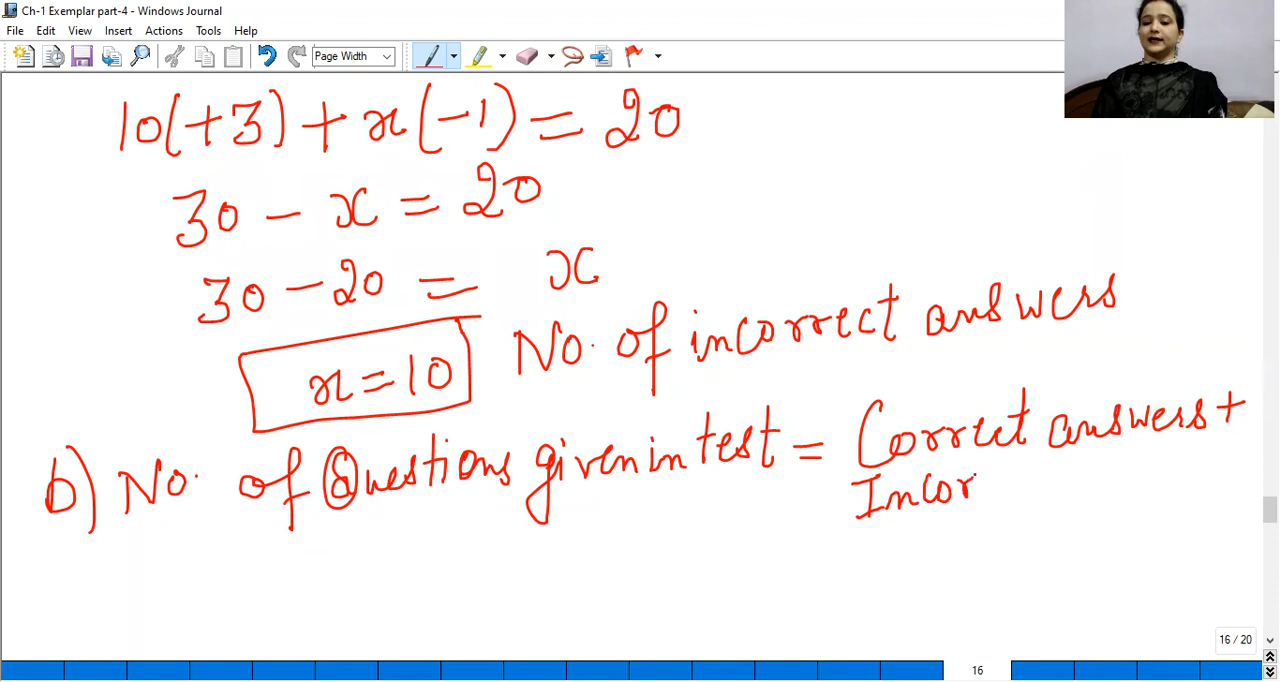 Ch-1 Exemplar part-4 - Windows Journal
File Edit View Insert Actions Tools Help
Page Width
10(+3) + x(-1) = 20
30 - x = 20
30 - 20 = x
x = 10 No. of incorrect answers
b) No. of Questions given in test = Correct answers +
Incor
16 / 20
16